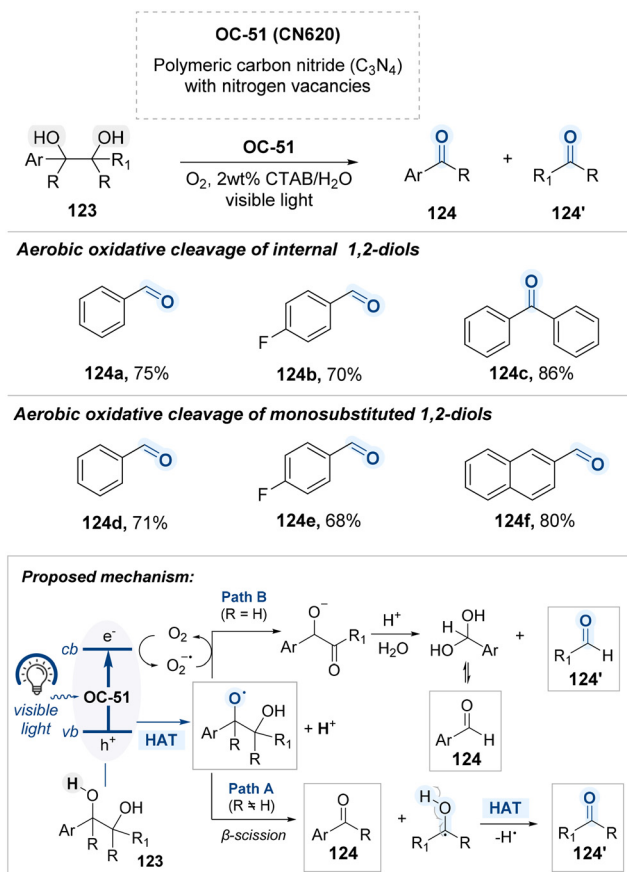 OC-51 (CN620)
Polymeric carbon nitride (C₃N₄)
with nitrogen vacancies
HO OH
Ar R₁
R R
123
OC-51
O₂, 2wt% CTAB/H₂O
visible light
O
Ar R
124
+
O
R₁ R
124'
Aerobic oxidative cleavage of internal 1,2-diols
O
124a, 75%
F O
124b, 70%
O
124c, 86%
Aerobic oxidative cleavage of monosubstituted 1,2-diols
O
124d, 71%
F O
124e, 68%
O
124f, 80%
Proposed mechanism:
visible
light
cb e⁻
OC-51
vb h⁺
O₂
O₂⁻•
HAT
H
O OH
Ar R₁
R R
123
O•
OH
Ar R₁
R R
+ H⁺
Path B
(R = H)
O⁻
Ar R₁
O
H⁺
H₂O
OH
H
HO Ar
+
O
R₁ H
124'
O
Ar H
124
Path A
(R ≠ H)
β-scission
O
Ar R
124
+
H O
R₁ • R
HAT
-H•
O
R₁ R
124'